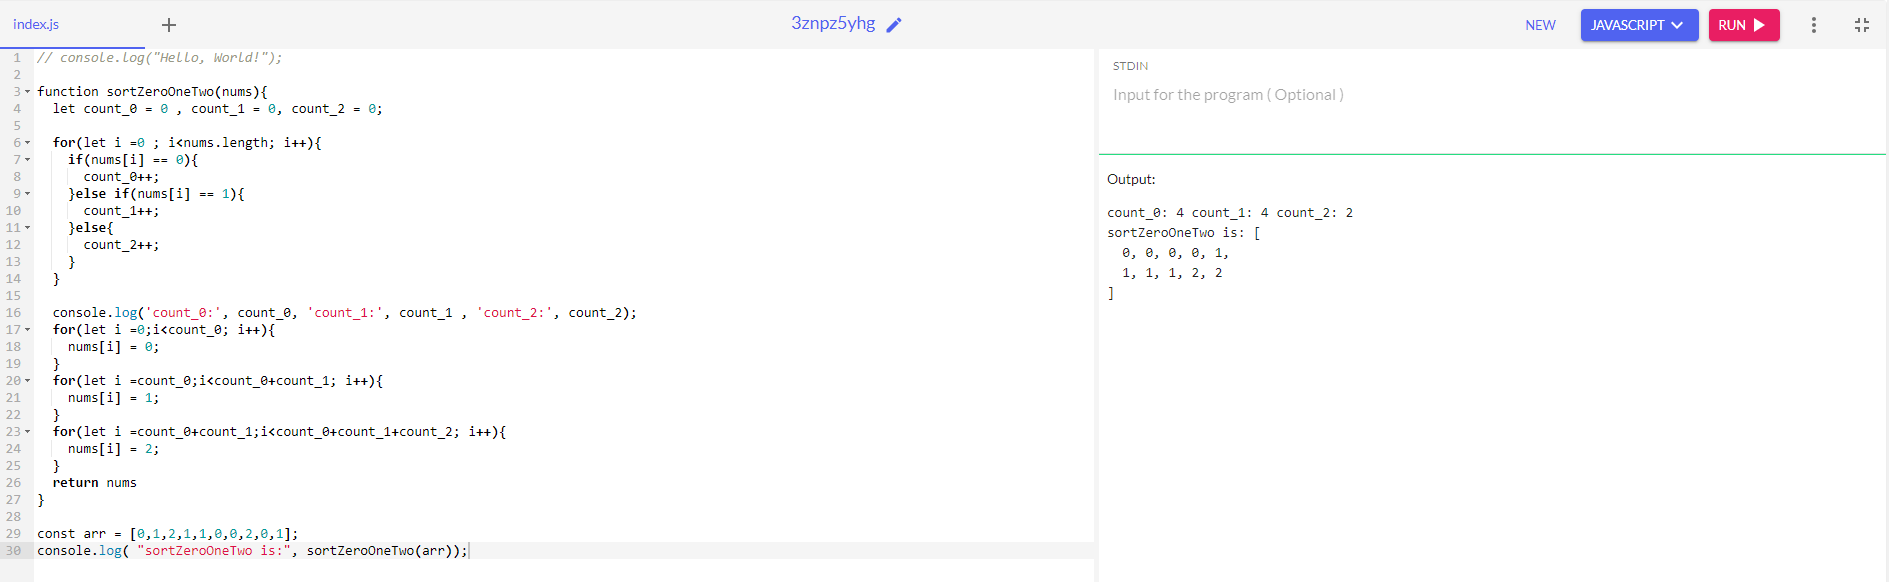 index.js
+
3znpz5yhg
NEW
JAVASCRIPT
RUN
1 // console.log("Hello, World!");
2
3 function sortZeroOneTwo(nums){
4   let count_0 = 0 , count_1 = 0, count_2 = 0;
5
6   for(let i =0 ; i<nums.length; i++){
7     if(nums[i] == 0){
8       count_0++;
9     }else if(nums[i] == 1){
10       count_1++;
11     }else{
12       count_2++;
13     }
14   }
15
16   console.log('count_0:', count_0, 'count_1:', count_1 , 'count_2:', count_2);
17   for(let i =0;i<count_0; i++){
18     nums[i] = 0;
19   }
20   for(let i =count_0;i<count_0+count_1; i++){
21     nums[i] = 1;
22   }
23   for(let i =count_0+count_1;i<count_0+count_1+count_2; i++){
24     nums[i] = 2;
25   }
26   return nums
27 }
28
29 const arr = [0,1,2,1,1,0,0,2,0,1];
30 console.log( "sortZeroOneTwo is:", sortZeroOneTwo(arr));
STDIN
Input for the program ( Optional )
Output:
count_0: 4 count_1: 4 count_2: 2
sortZeroOneTwo is: [
  0, 0, 0, 0, 1,
  1, 1, 1, 2, 2
]